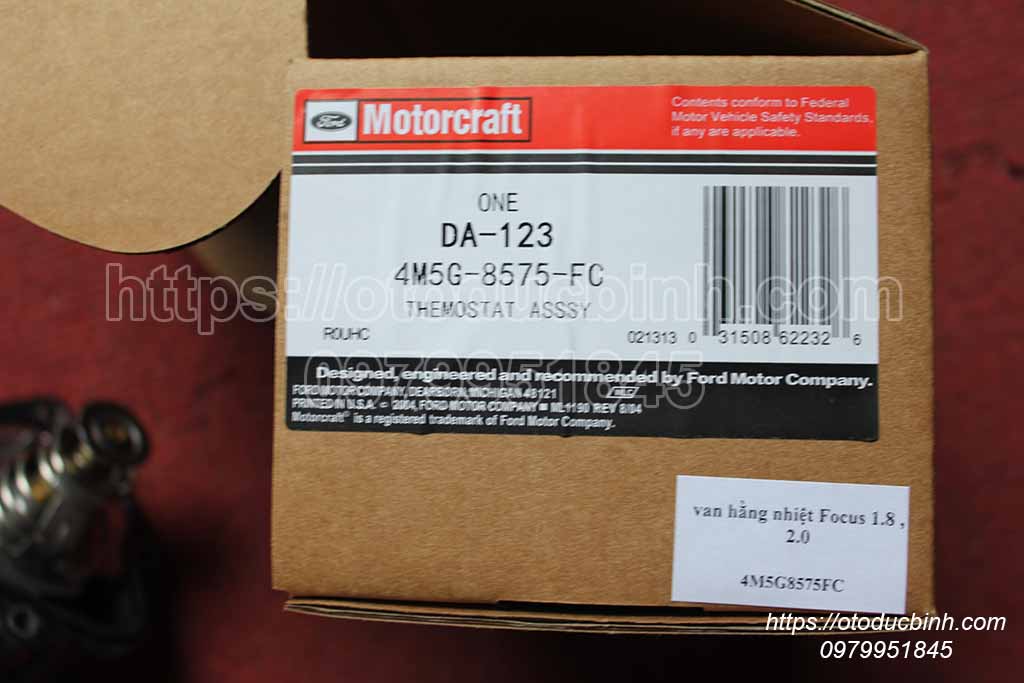 Ford Motorcraft
Contents conform to Federal
Motor Vehicle Safety Standards,
if any are applicable.
ONE
DA-123
4M5G-8575-FC
https://otoducbinh.com/
THEMOSTAT ASSSY
R0UHC
021313 0 31508 62232 6
0979951845
Designed, engineered and recommended by Ford Motor Company.
FORD MOTOR COMPANY, DEARBORN, MICHIGAN 48121
PRINTED IN U.S.A. © 2004, FORD MOTOR COMPANY ML1190 REV 8/04
Motorcraft® is a registered trademark of Ford Motor Company.
van hằng nhiệt Focus 1.8 ,
2.0
4M5G8575FC
https://otoducbinh.com/
0979951845